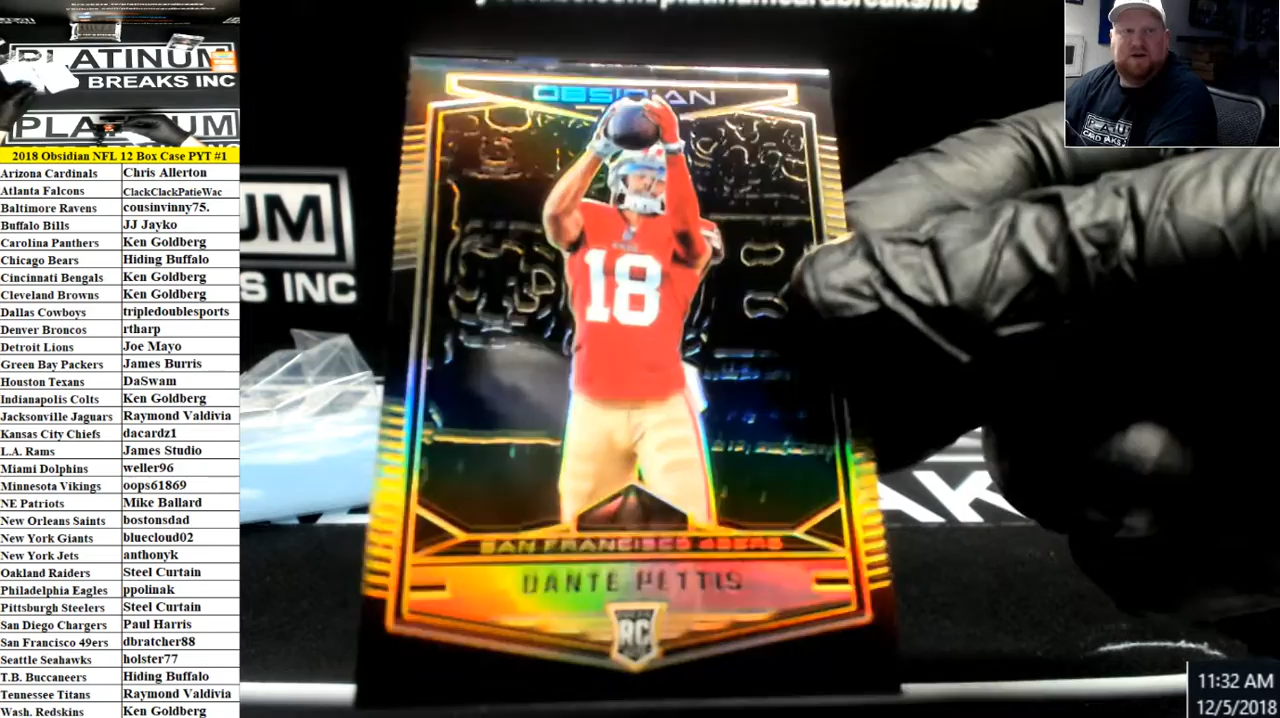 PLATINUM
BREAKS INC
2018 Obsidian NFL 12 Box Case PYT #1
Arizona Cardinals Chris Allerton
Atlanta Falcons ClackClackPatieWac
Baltimore Ravens cousinvinny75.
Buffalo Bills JJ Jayko
Carolina Panthers Ken Goldberg
Chicago Bears Hiding Buffalo
Cincinnati Bengals Ken Goldberg
Cleveland Browns Ken Goldberg
Dallas Cowboys tripledoublesports
Denver Broncos rtharp
Detroit Lions Joe Mayo
Green Bay Packers James Burris
Houston Texans DaSwam
Indianapolis Colts Ken Goldberg
Jacksonville Jaguars Raymond Valdivia
Kansas City Chiefs dacardz1
L.A. Rams James Studio
Miami Dolphins weller96
Minnesota Vikings oops61869
NE Patriots Mike Ballard
New Orleans Saints bostonsdad
New York Giants bluecloud02
New York Jets anthonyk
Oakland Raiders Steel Curtain
Philadelphia Eagles ppolinak
Pittsburgh Steelers Steel Curtain
San Diego Chargers Paul Harris
San Francisco 49ers dbratcher88
Seattle Seahawks holster77
T.B. Buccaneers Hiding Buffalo
Tennessee Titans Raymond Valdivia
Wash. Redskins Ken Goldberg
UM
S INC
OBSIDIAN
18
SAN FRANCISCO 49ERS
DANTE PETTIS
RC
11:32 AM
12/5/2018